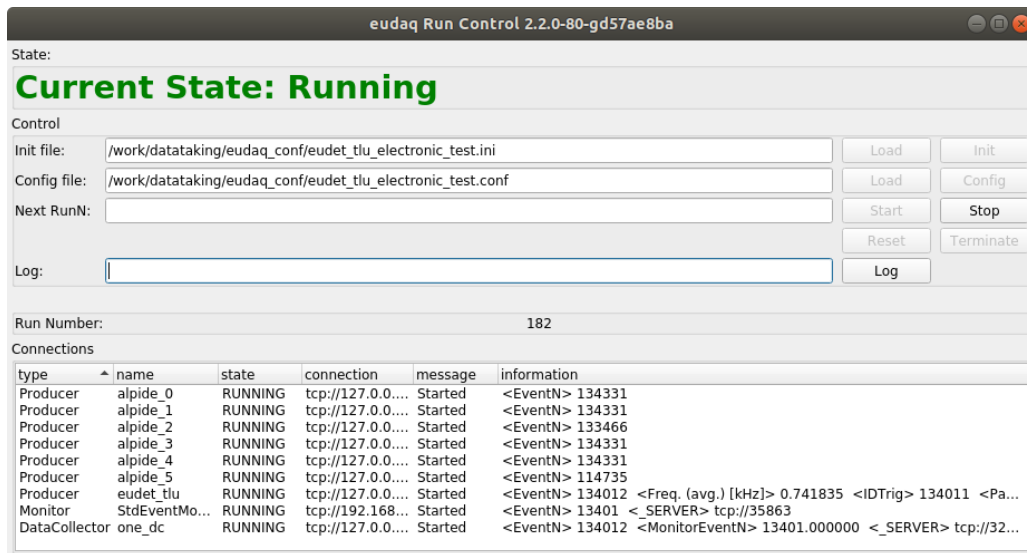 eudaq Run Control 2.2.0-80-gd57ae8ba
State:
Current State: Running
Control
Init file: /work/datataking/eudaq_conf/eudet_tlu_electronic_test.ini Load Init
Config file: /work/datataking/eudaq_conf/eudet_tlu_electronic_test.conf Load Config
Next RunN: Start Stop
Reset Terminate
Log: Log
Run Number: 182
Connections
type name state connection message information
Producer alpide_0 RUNNING tcp://127.0.0.... Started <EventN> 134331
Producer alpide_1 RUNNING tcp://127.0.0.... Started <EventN> 134331
Producer alpide_2 RUNNING tcp://127.0.0.... Started <EventN> 133466
Producer alpide_3 RUNNING tcp://127.0.0.... Started <EventN> 134331
Producer alpide_4 RUNNING tcp://127.0.0.... Started <EventN> 134331
Producer alpide_5 RUNNING tcp://127.0.0.... Started <EventN> 114735
Producer eudet_tlu RUNNING tcp://127.0.0.... Started <EventN> 134012 <Freq. (avg.) [kHz]> 0.741835 <IDTrig> 134011 <Pa...
Monitor StdEventMo... RUNNING tcp://192.168... Started <EventN> 13401 <_SERVER> tcp://35863
DataCollector one_dc RUNNING tcp://127.0.0.... Started <EventN> 134012 <MonitorEventN> 13401.000000 <_SERVER> tcp://32...